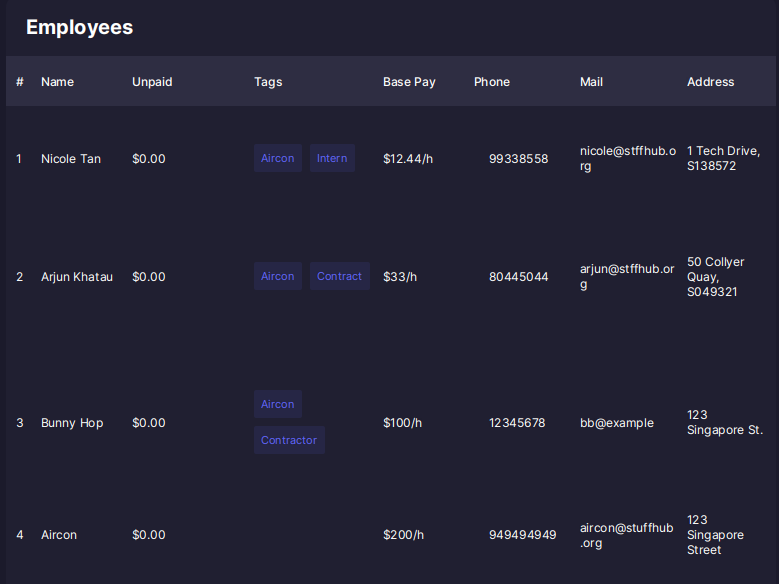 Employees
# Name Unpaid Tags Base Pay Phone Mail Address
1 Nicole Tan $0.00 Aircon Intern $12.44/h 99338558 nicole@stffhub.o 1 Tech Drive,
rg S138572
2 Arjun Khatau $0.00 Aircon Contract $33/h 80445044 arjun@stffhub.or 50 Collyer
g Quay,
S049321
3 Bunny Hop $0.00 Aircon $100/h 12345678 bb@example 123
Contractor Singapore St.
4 Aircon $0.00 $200/h 949494949 aircon@stuffhub 123
.org Singapore
Street